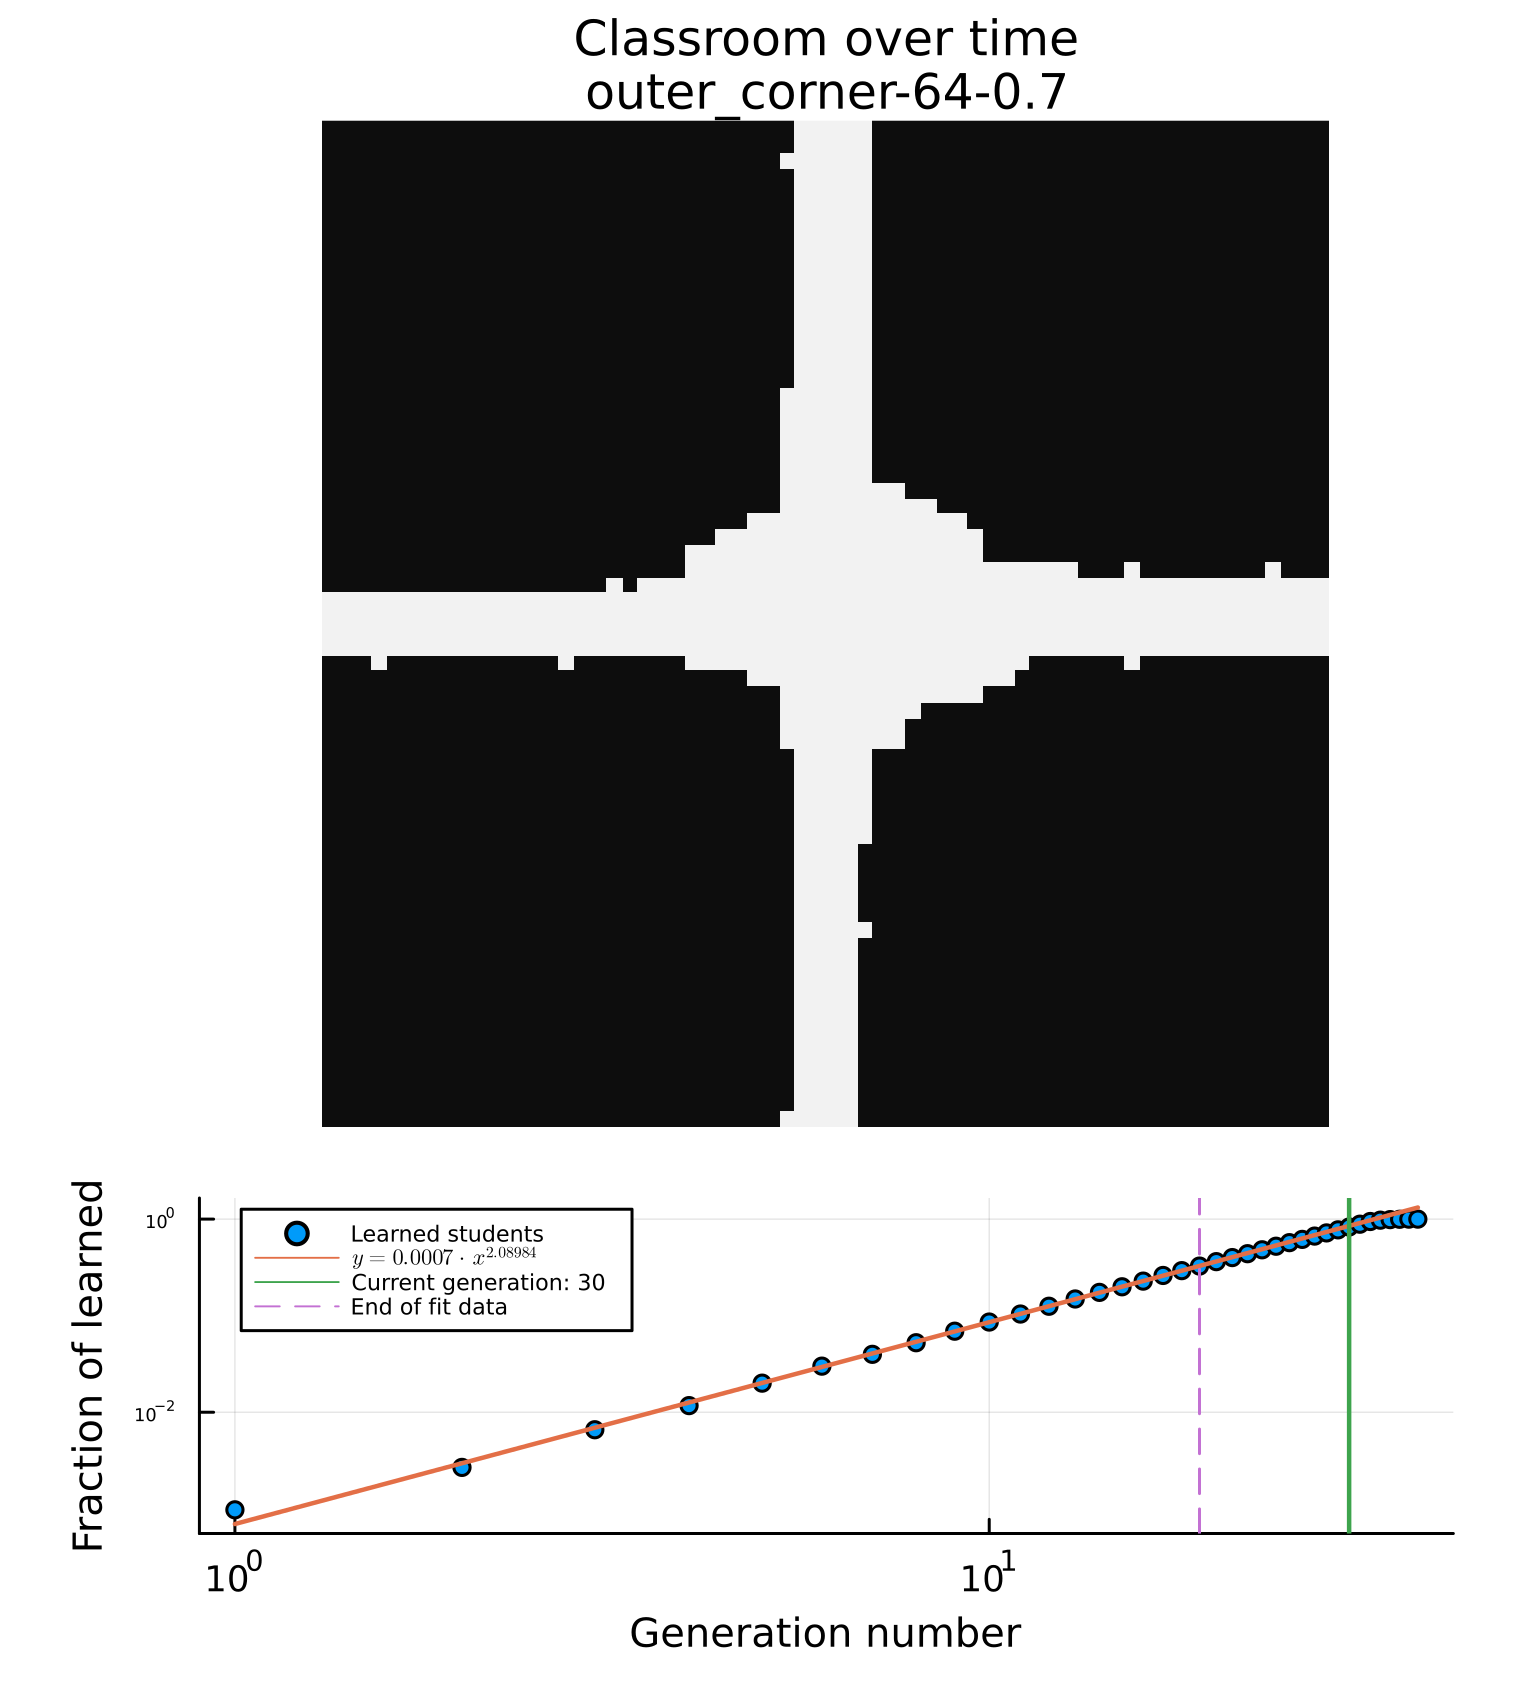 Classroom over time
outer_corner-64-0.7
Fraction of learned
10^0
10^−2
Learned students
y = 0.0007 · x^2.08984
Current generation: 30
End of fit data
10^0
10^1
Generation number